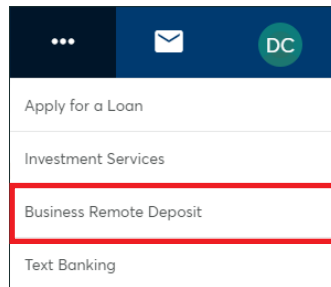 DC
Apply for a Loan
Investment Services
Business Remote Deposit
Text Banking